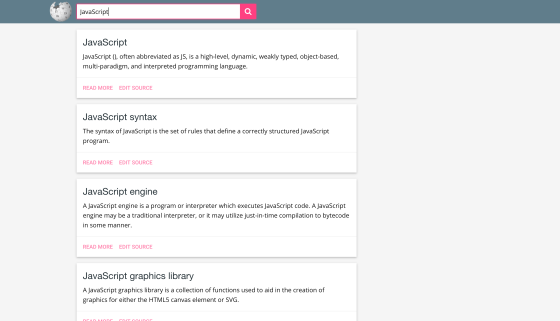 JavaScript
JavaScript
JavaScript (), often abbreviated as JS, is a high-level, dynamic, weakly typed, object-based,
multi-paradigm, and interpreted programming language.
READ MORE EDIT SOURCE
JavaScript syntax
The syntax of JavaScript is the set of rules that define a correctly structured JavaScript
program.
READ MORE EDIT SOURCE
JavaScript engine
A JavaScript engine is a program or interpreter which executes JavaScript code. A JavaScript
engine may be a traditional interpreter, or it may utilize just-in-time compilation to bytecode
in some manner.
READ MORE EDIT SOURCE
JavaScript graphics library
A JavaScript graphics library is a collection of functions used to aid in the creation of
graphics for either the HTML5 canvas element or SVG.
READ MORE EDIT SOURCE